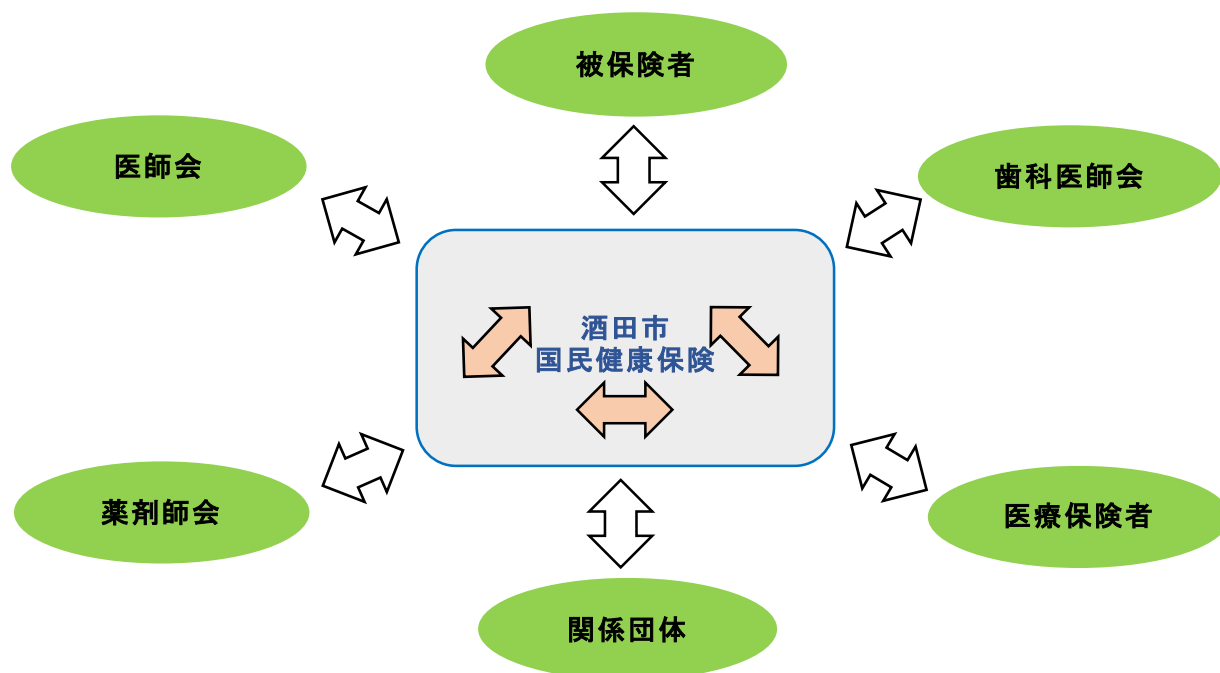 被保険者
医師会
歯科医師会
酒田市
国民健康保険
薬剤師会
医療保険者
関係団体